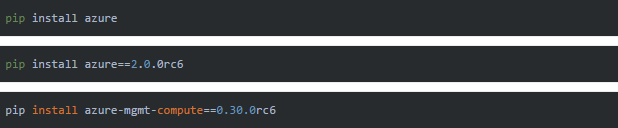 pip install azure
pip install azure==2.0.0rc6
pip install azure-mgmt-compute==0.30.0rc6